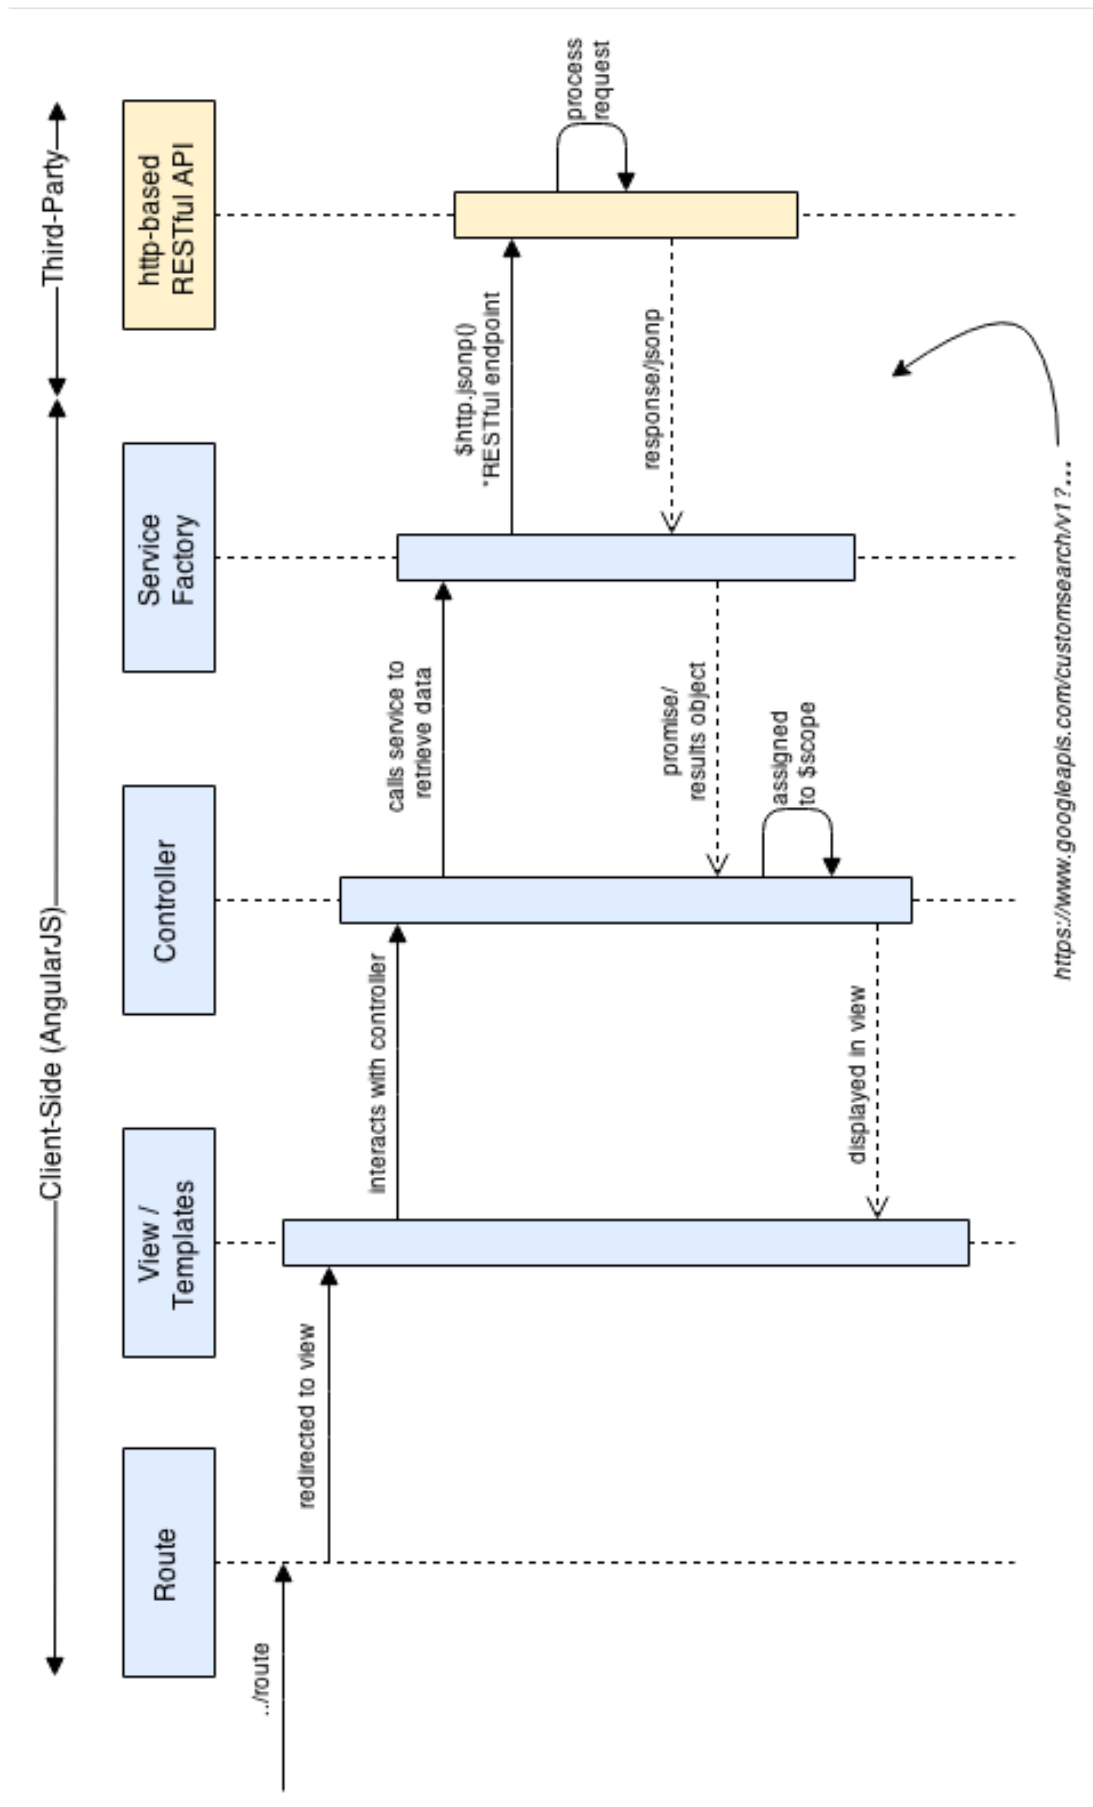 Client-Side (AngularJS)
Third-Party
Route
View /
Templates
Controller
Service
Factory
http-based
RESTful API
../route
redirected to view
interacts with controller
calls service to
retrieve data
$http.jsonp()
*RESTful endpoint
process
request
response/jsonp
promise/
results object
assigned
to $scope
displayed in view
https://www.googleapis.com/customsearch/v1?...